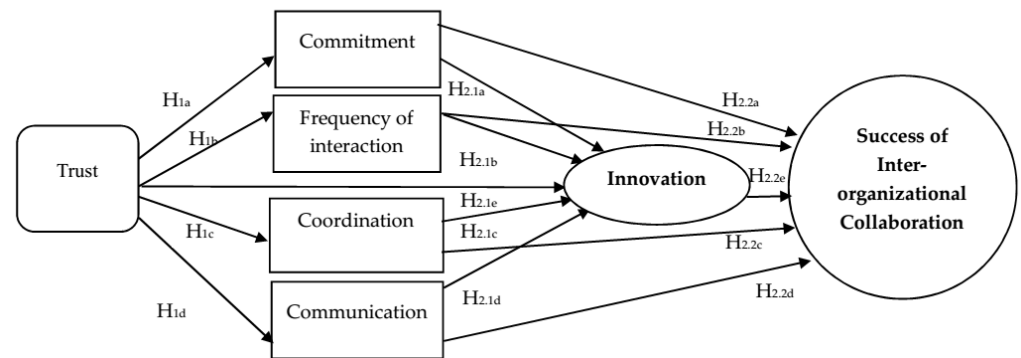 Commitment
H2.2a
H1a
H2.1a
Frequency of
interaction
H1b
H2.2b
H2.1b
Trust
Innovation
H2.2e
Success of
Inter-
organizational
Collaboration
Coordination
H2.1e
H1c
H2.1c
H2.2c
Communication
H2.1d
H2.2d
H1d